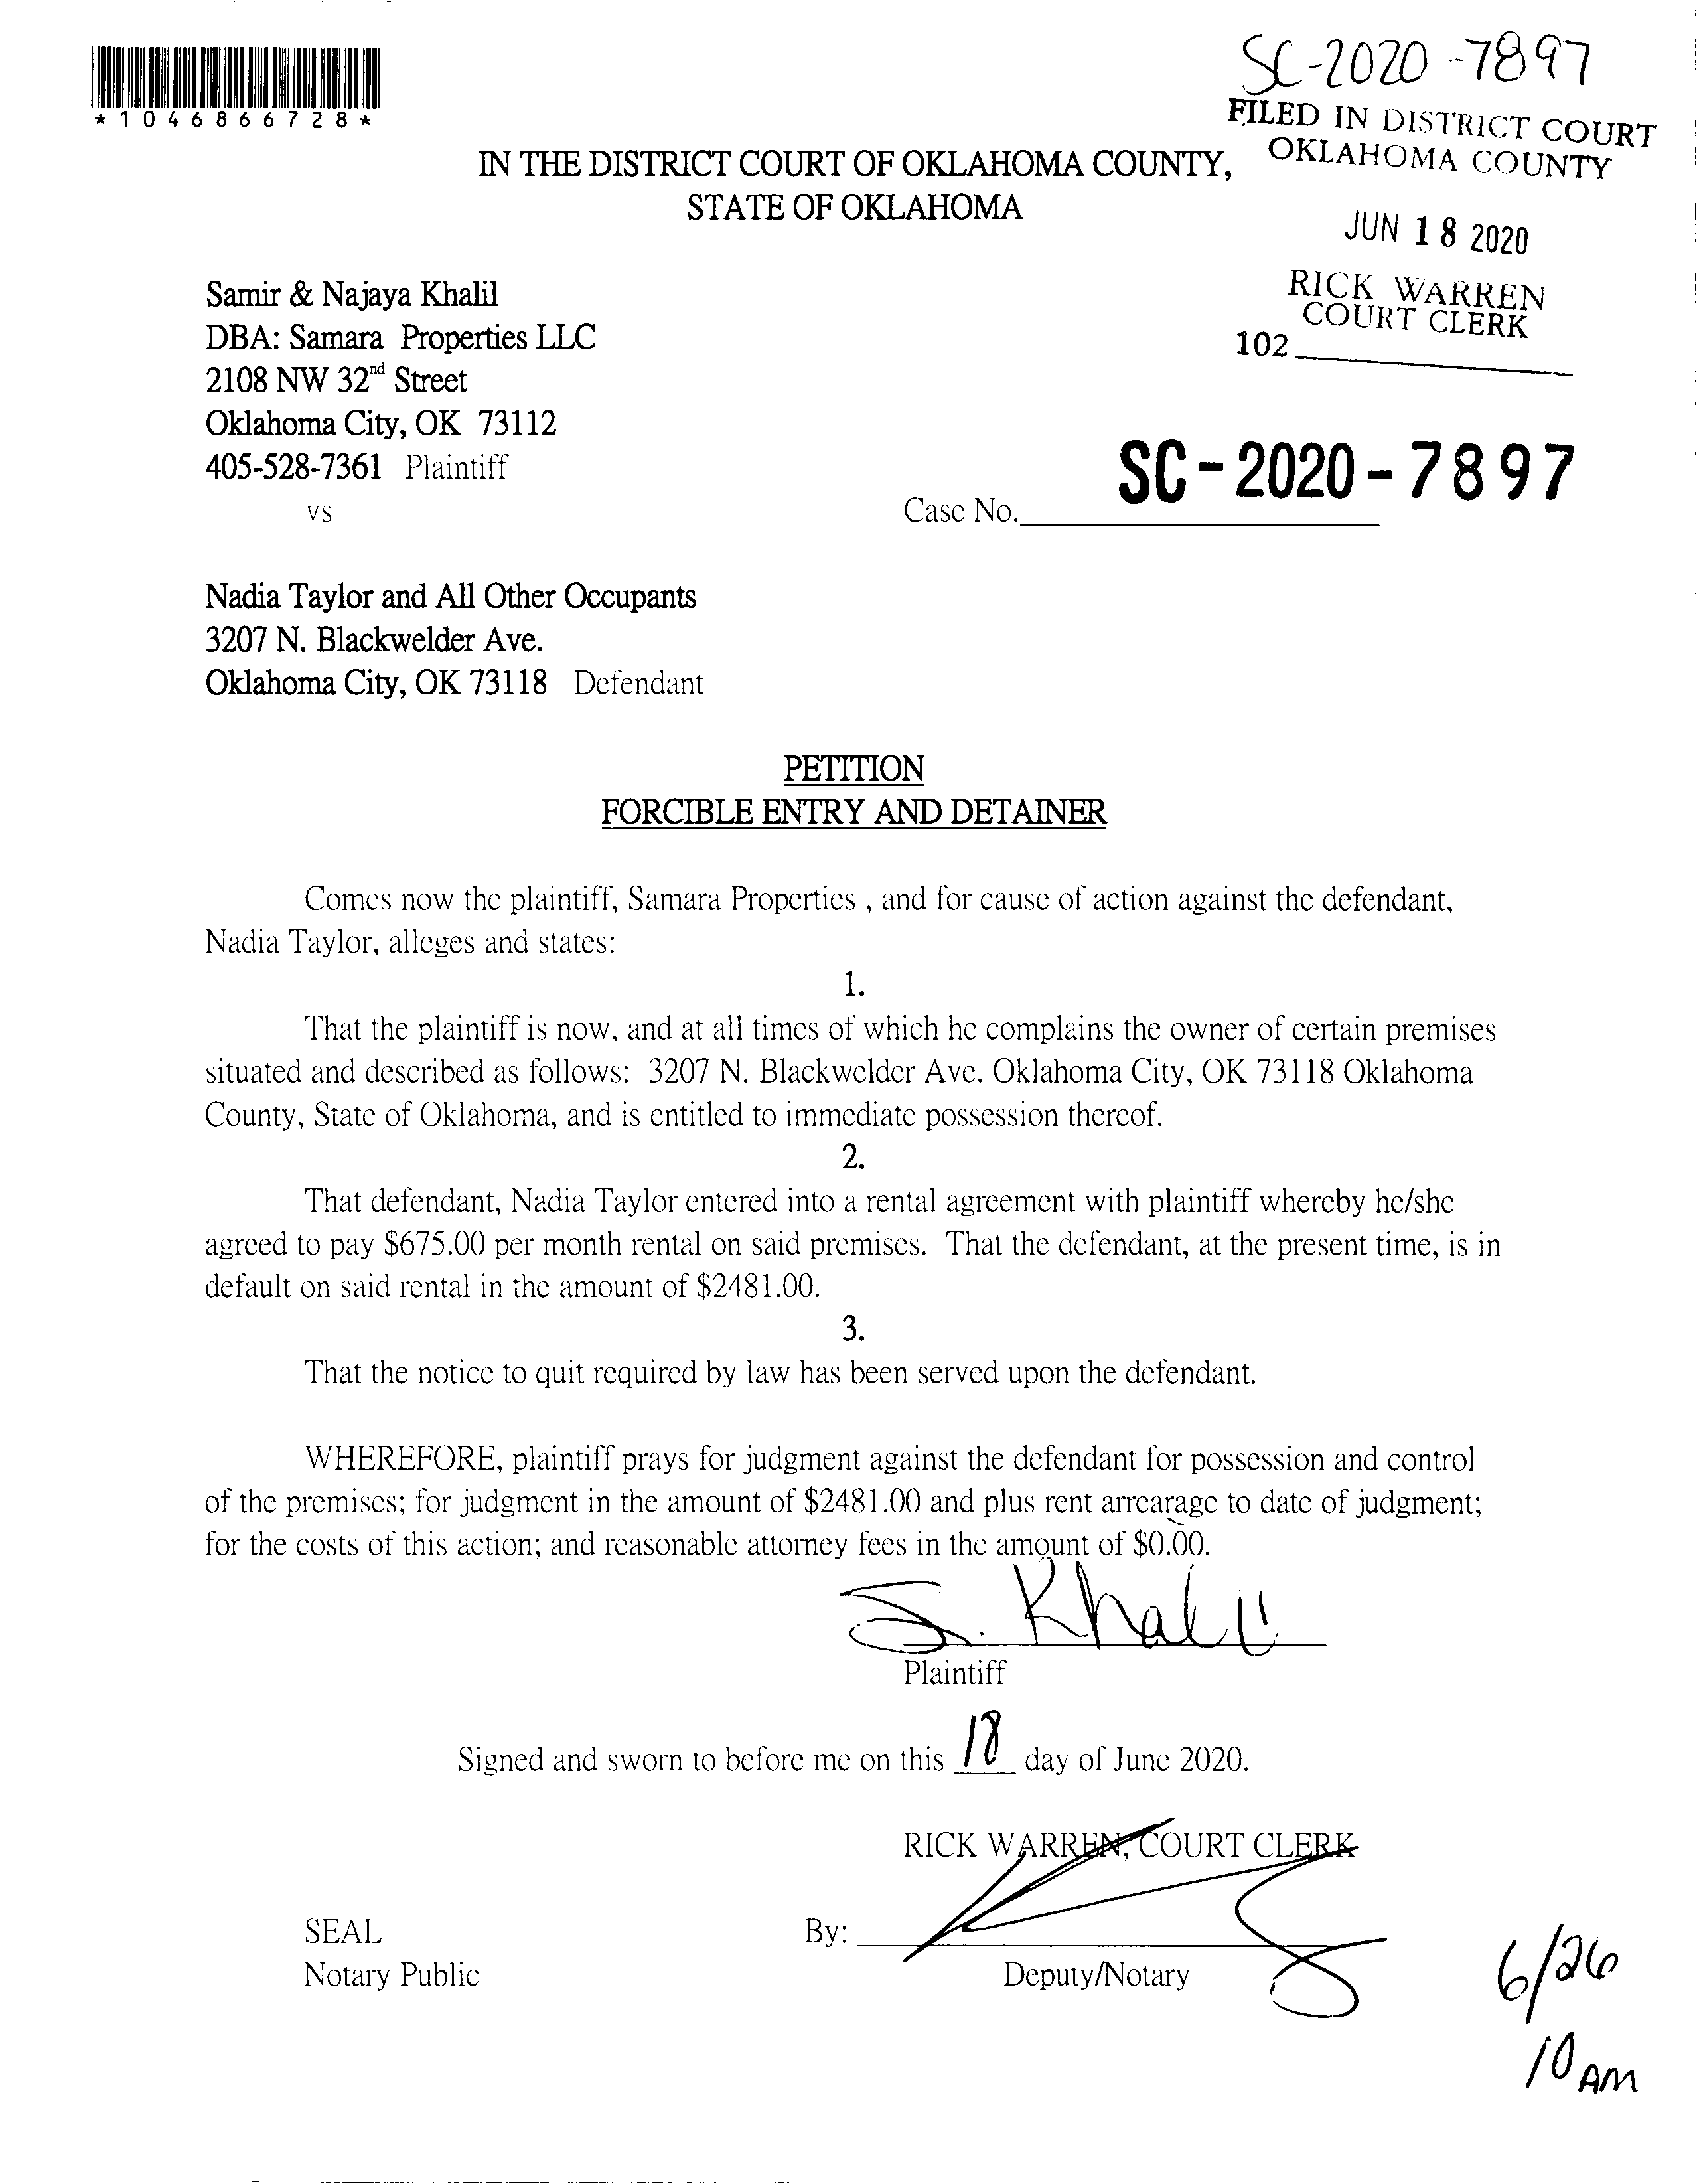 SC-2020-7897
*1046866728*
FILED IN DISTRICT COURT
OKLAHOMA COUNTY
IN THE DISTRICT COURT OF OKLAHOMA COUNTY,
STATE OF OKLAHOMA
JUN 18 2020
RICK WARREN
COURT CLERK
102
Samir & Najaya Khalil
DBA: Samara Properties LLC
2108 NW 32nd Street
Oklahoma City, OK 73112
405-528-7361 Plaintiff
vs
SC-2020-7897
Case No.
Nadia Taylor and All Other Occupants
3207 N. Blackwelder Ave.
Oklahoma City, OK 73118 Defendant
PETITION
FORCIBLE ENTRY AND DETAINER
Comes now the plaintiff, Samara Properties , and for cause of action against the defendant,
Nadia Taylor, alleges and states:
1.
That the plaintiff is now, and at all times of which he complains the owner of certain premises
situated and described as follows: 3207 N. Blackwelder Ave. Oklahoma City, OK 73118 Oklahoma
County, State of Oklahoma, and is entitled to immediate possession thereof.
2.
That defendant, Nadia Taylor entered into a rental agreement with plaintiff whereby he/she
agreed to pay $675.00 per month rental on said premises. That the defendant, at the present time, is in
default on said rental in the amount of $2481.00.
3.
That the notice to quit required by law has been served upon the defendant.
WHEREFORE, plaintiff prays for judgment against the defendant for possession and control
of the premises; for judgment in the amount of $2481.00 and plus rent arrearage to date of judgment;
for the costs of this action; and reasonable attorney fees in the amount of $0.00.
S. Khalil
Plaintiff
Signed and sworn to before me on this 18 day of June 2020.
RICK WARREN, COURT CLERK
SEAL By:
Notary Public Deputy/Notary
6/26
10 AM